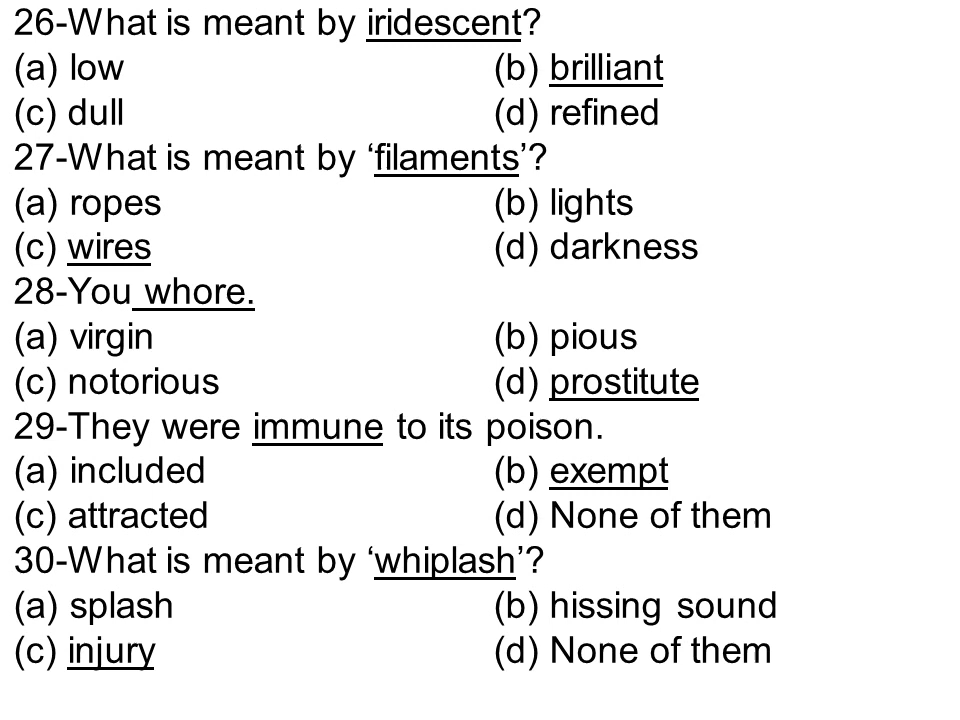 26-What is meant by iridescent?
(a) low (b) brilliant
(c) dull (d) refined
27-What is meant by ‘filaments’?
(a) ropes (b) lights
(c) wires (d) darkness
28-You whore.
(a) virgin (b) pious
(c) notorious (d) prostitute
29-They were immune to its poison.
(a) included (b) exempt
(c) attracted (d) None of them
30-What is meant by ‘whiplash’?
(a) splash (b) hissing sound
(c) injury (d) None of them